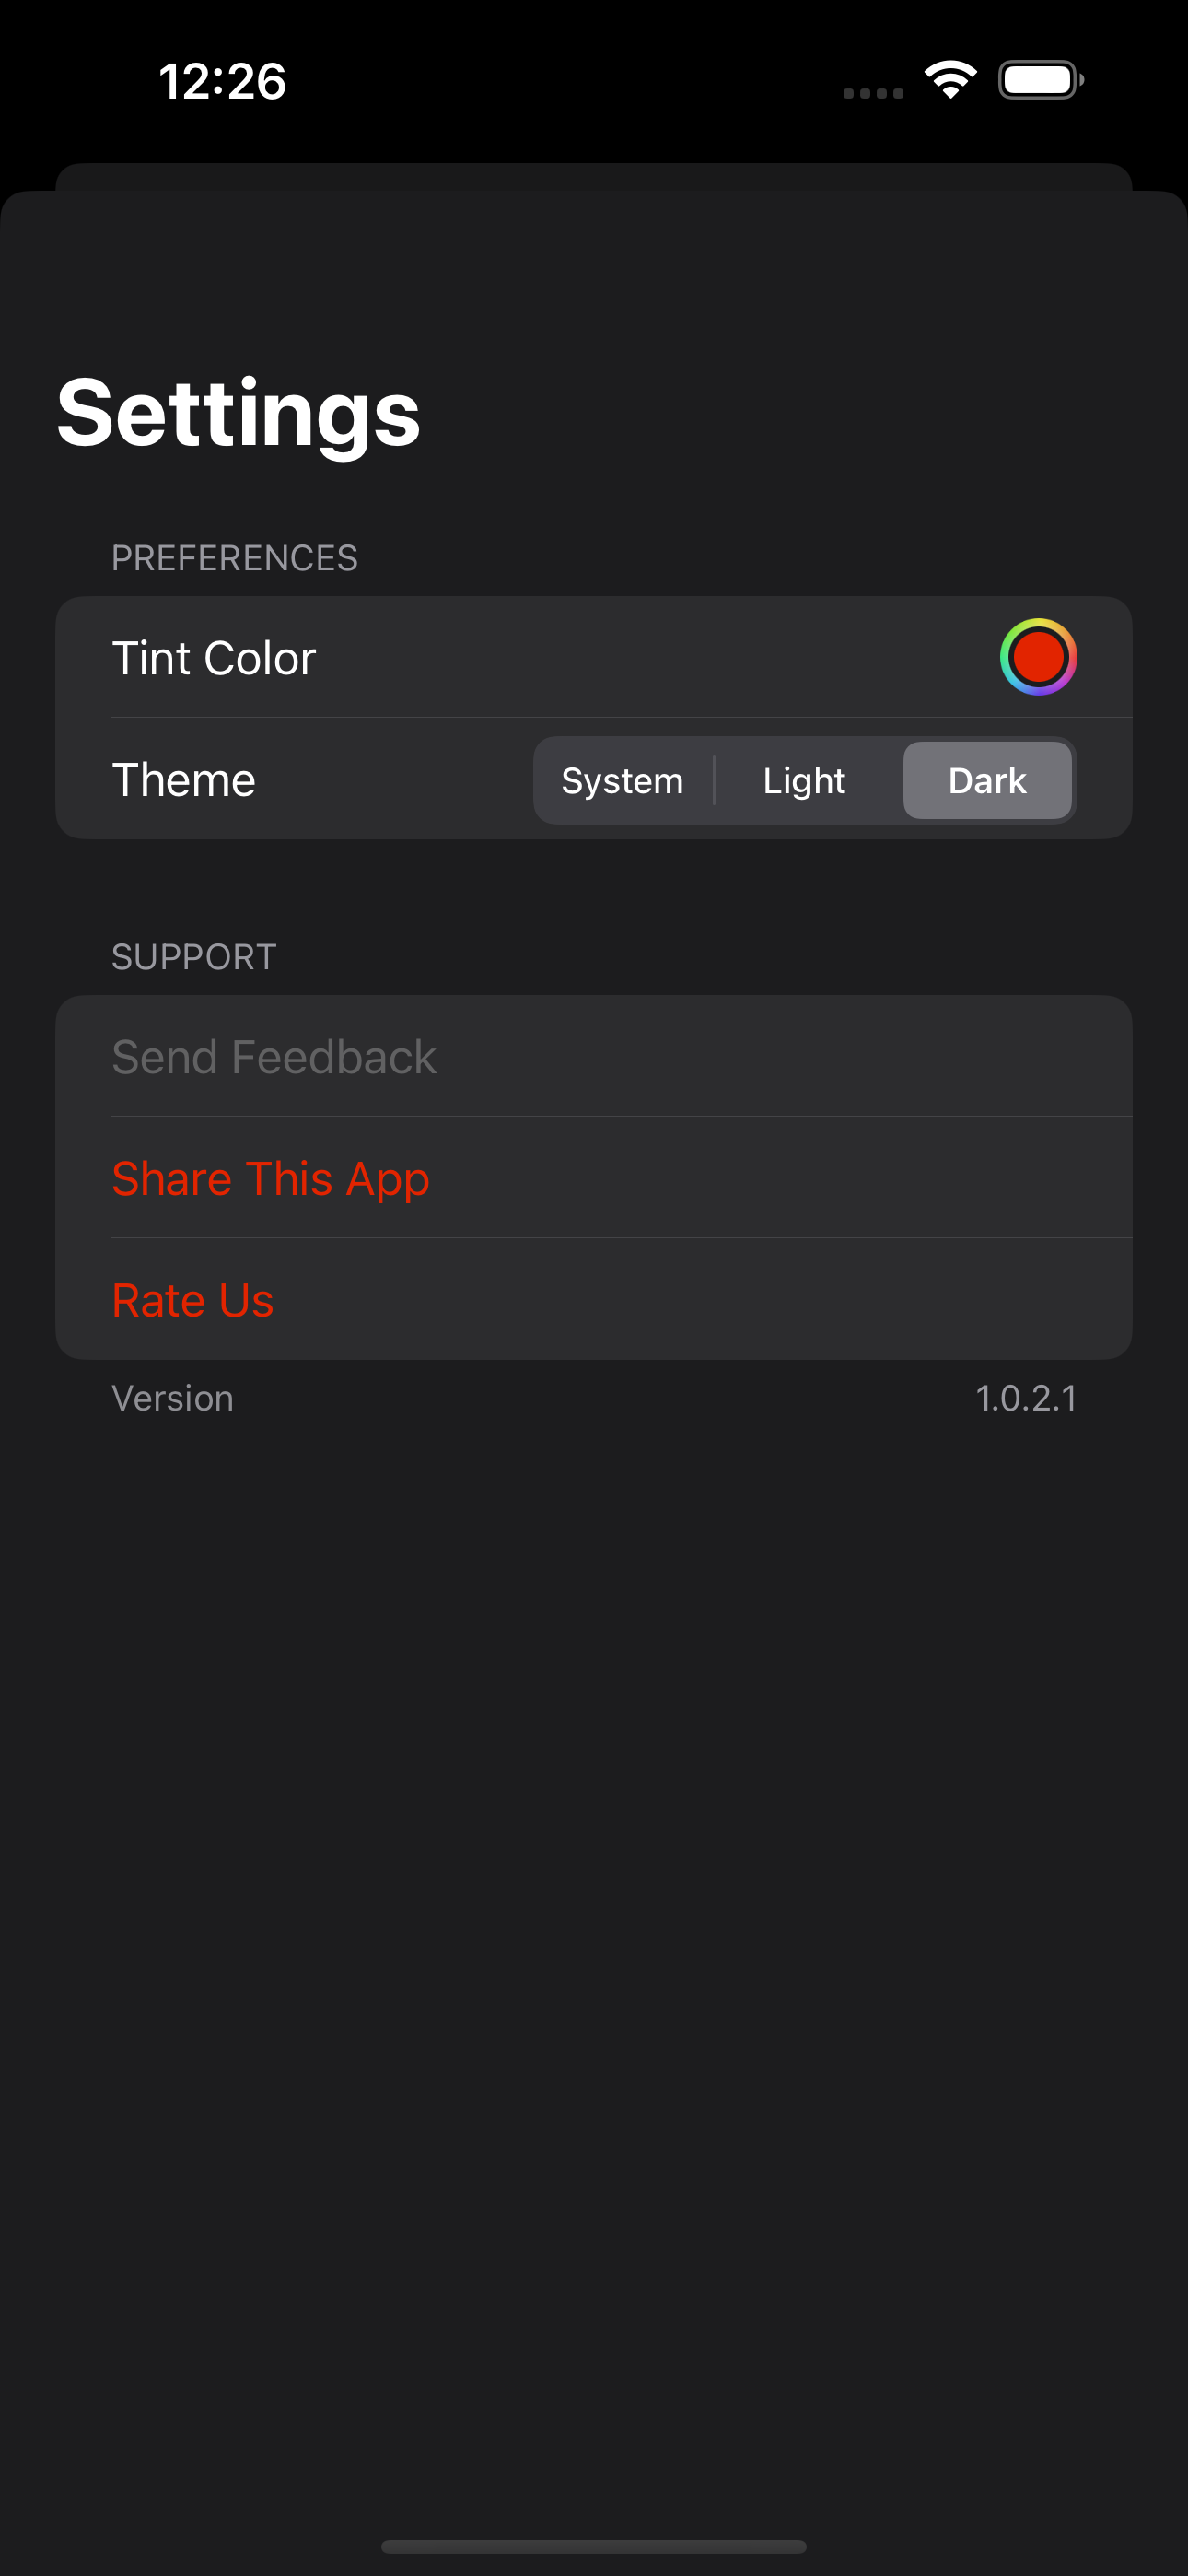 12:26
Settings
PREFERENCES
Tint Color
Theme System Light Dark
SUPPORT
Send Feedback
Share This App
Rate Us
Version 1.0.2.1